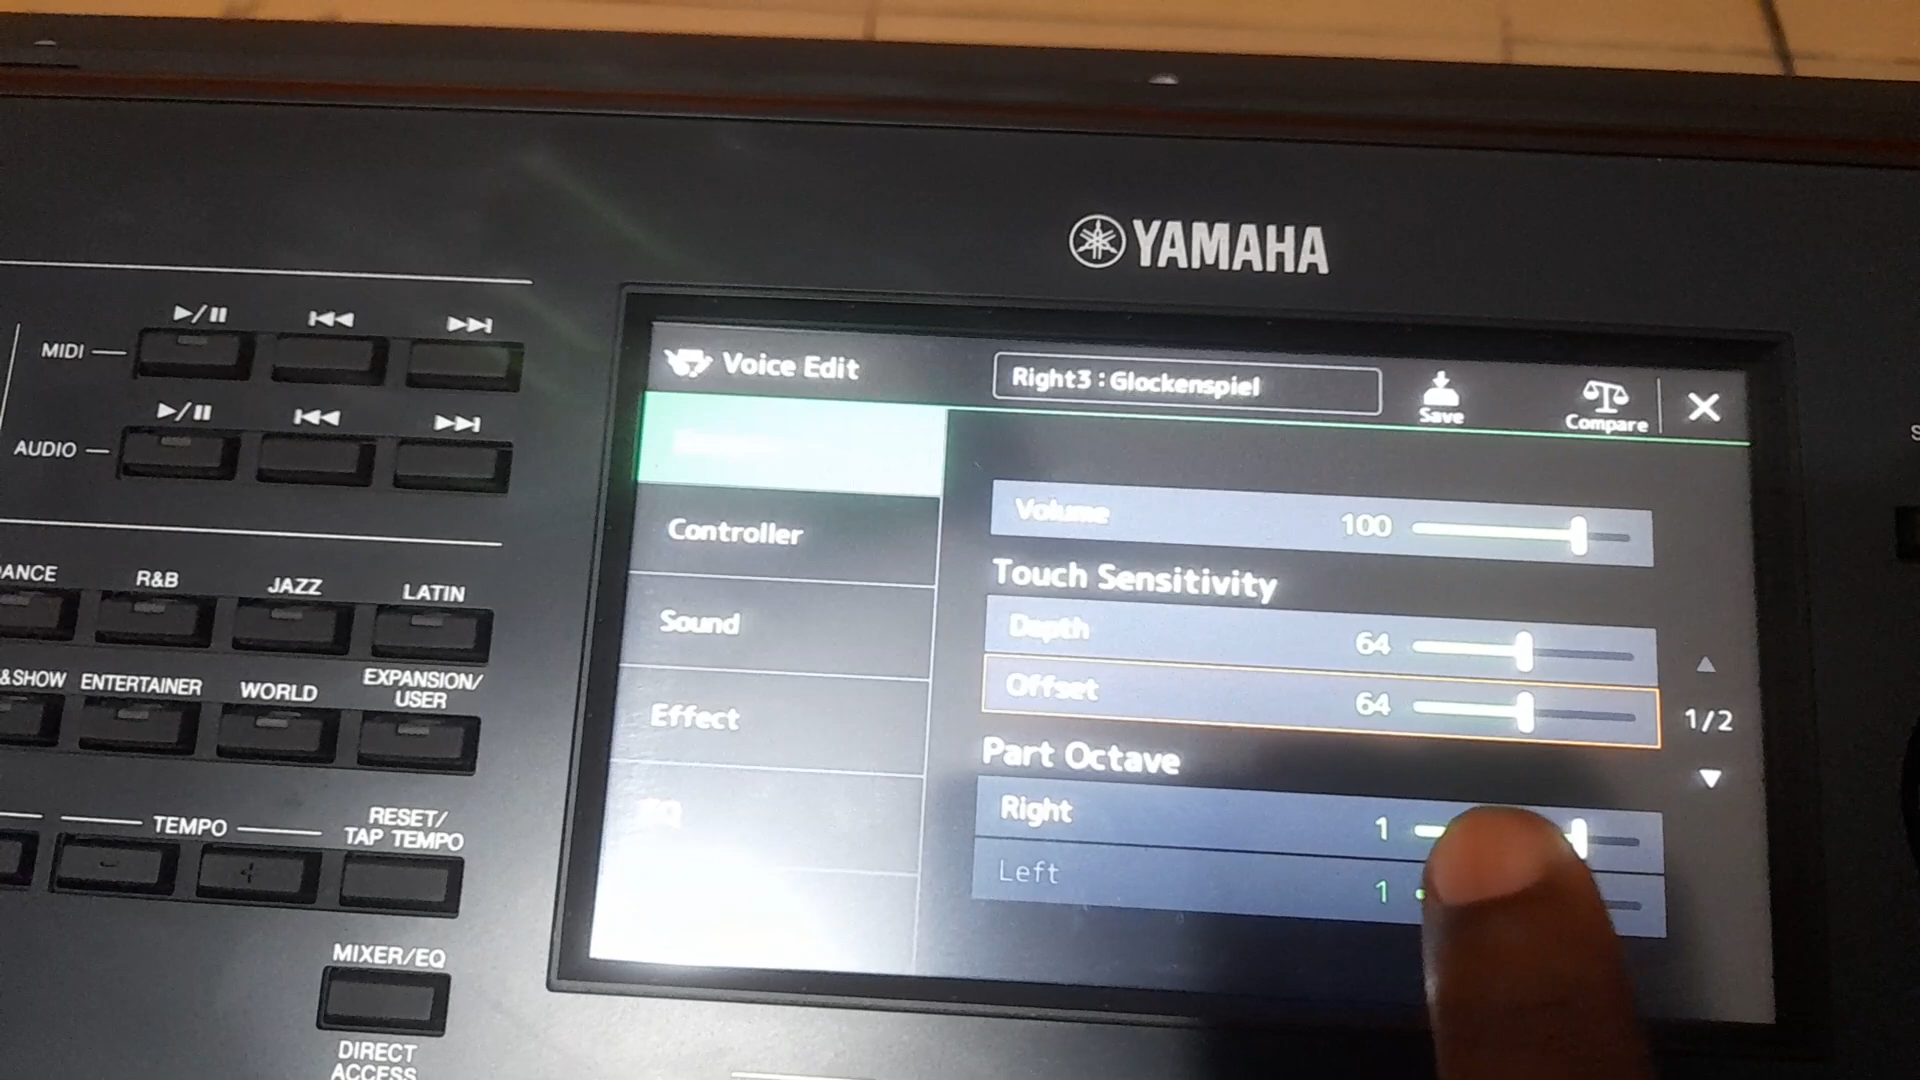 YAMAHA
MIDI
AUDIO
ANCE
R&B
JAZZ
LATIN
&SHOW
ENTERTAINER
WORLD
EXPANSION/
USER
TEMPO
RESET/
TAP TEMPO
-
+
MIXER/EQ
DIRECT
ACCESS
Voice Edit
Right3 : Glockenspiel
Save
Compare
Controller
Sound
Effect
EQ
Volume 100
Touch Sensitivity
Depth 64
Offset 64
Part Octave
Right 1
Left 1
1/2